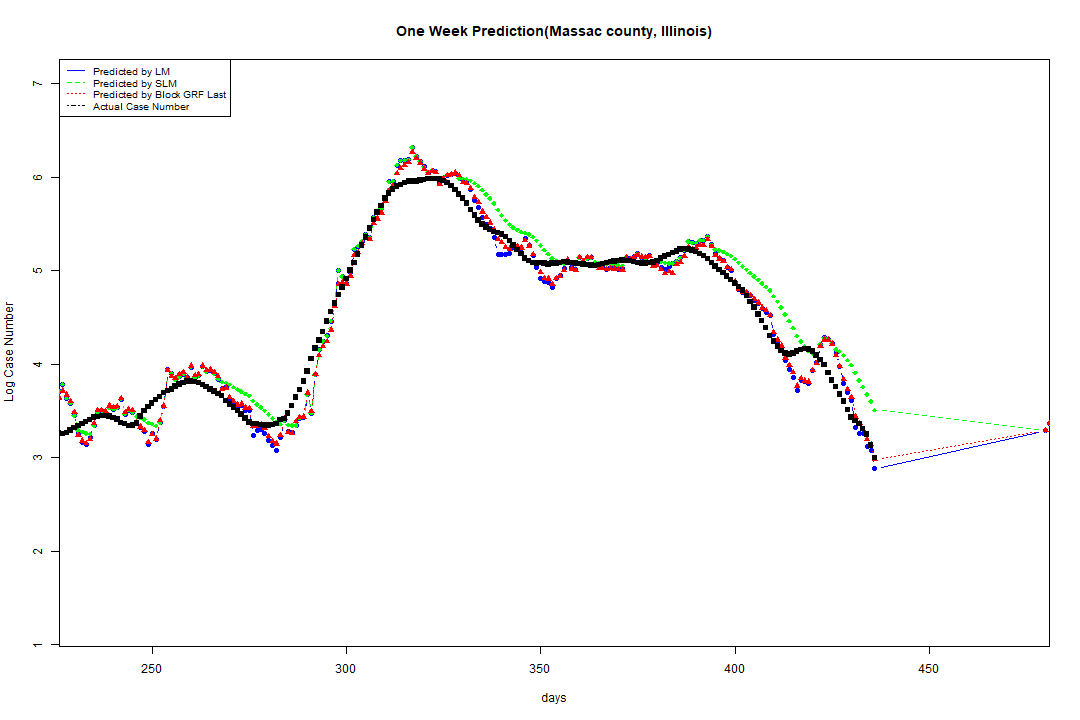 One Week Prediction(Massac county, Illinois)
Predicted by LM
Predicted by SLM
Predicted by Block GRF Last
Actual Case Number
7
6
5
4
3
2
1
Log Case Number
250
300
350
400
450
days